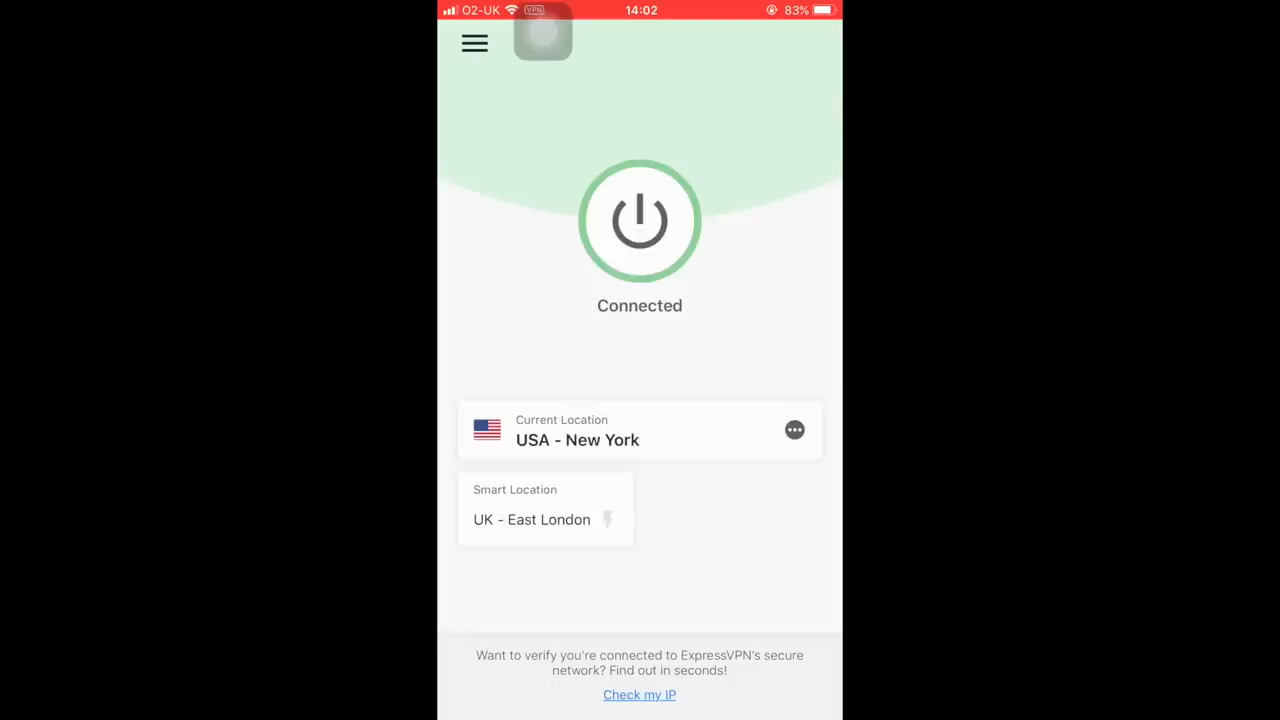 O2-UK VPN 14:02 83%
Connected
Current Location
USA - New York
Smart Location
UK - East London
Want to verify you're connected to ExpressVPN's secure
network? Find out in seconds!
Check my IP